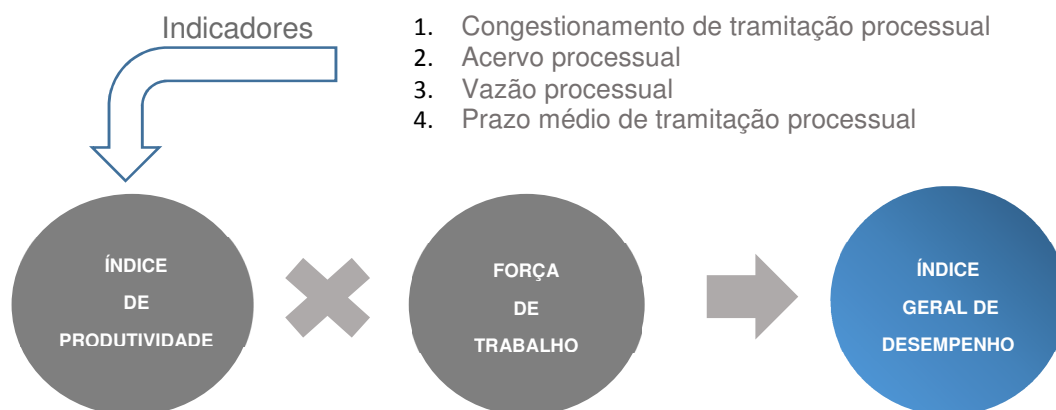 Indicadores
1. Congestionamento de tramitação processual
2. Acervo processual
3. Vazão processual
4. Prazo médio de tramitação processual
ÍNDICE
DE
PRODUTIVIDADE
FORÇA
DE
TRABALHO
ÍNDICE
GERAL DE
DESEMPENHO